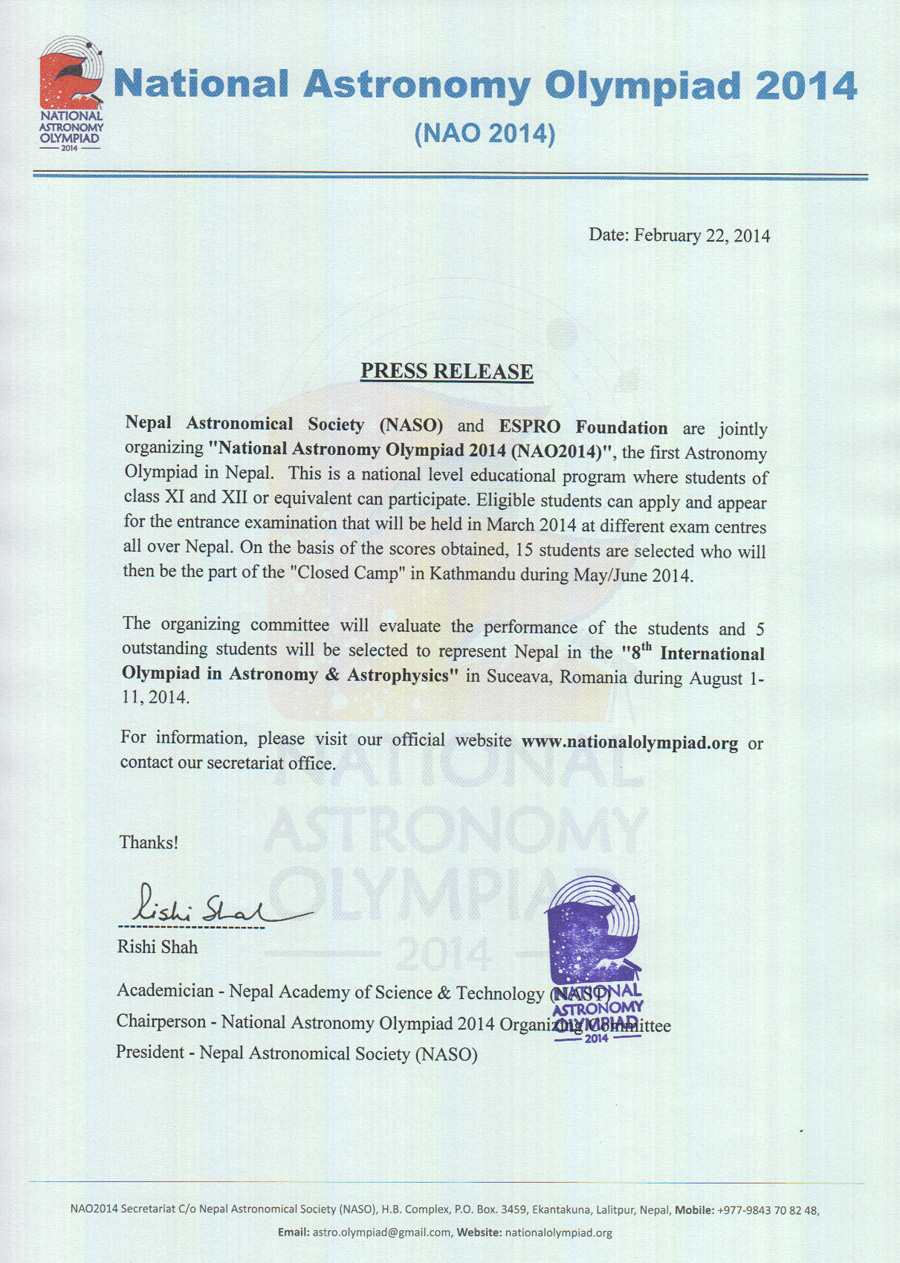 NATIONAL
ASTRONOMY
OLYMPIAD
2014
National Astronomy Olympiad 2014
(NAO 2014)
Date: February 22, 2014
PRESS RELEASE
Nepal Astronomical Society (NASO) and ESPRO Foundation are jointly
organizing "National Astronomy Olympiad 2014 (NAO2014)", the first Astronomy
Olympiad in Nepal. This is a national level educational program where students of
class XI and XII or equivalent can participate. Eligible students can apply and appear
for the entrance examination that will be held in March 2014 at different exam centres
all over Nepal. On the basis of the scores obtained, 15 students are selected who will
then be the part of the "Closed Camp" in Kathmandu during May/June 2014.
The organizing committee will evaluate the performance of the students and 5
outstanding students will be selected to represent Nepal in the "8th International
Olympiad in Astronomy & Astrophysics" in Suceava, Romania during August 1-
11, 2014.
For information, please visit our official website www.nationalolympiad.org or
contact our secretariat office.
NATIONAL
ASTRONOMY
OLYMPIAD
2014
Thanks!
Rishi Shah
Rishi Shah
Academician - Nepal Academy of Science & Technology (NAST)
Chairperson - National Astronomy Olympiad 2014 Organizing Committee
President - Nepal Astronomical Society (NASO)
NATIONAL
ASTRONOMY
OLYMPIAD
2014
NAO2014 Secretariat C/o Nepal Astronomical Society (NASO), H.B. Complex, P.O. Box. 3459, Ekantakuna, Lalitpur, Nepal, Mobile: +977-9843 70 82 48,
Email: astro.olympiad@gmail.com, Website: nationalolympiad.org